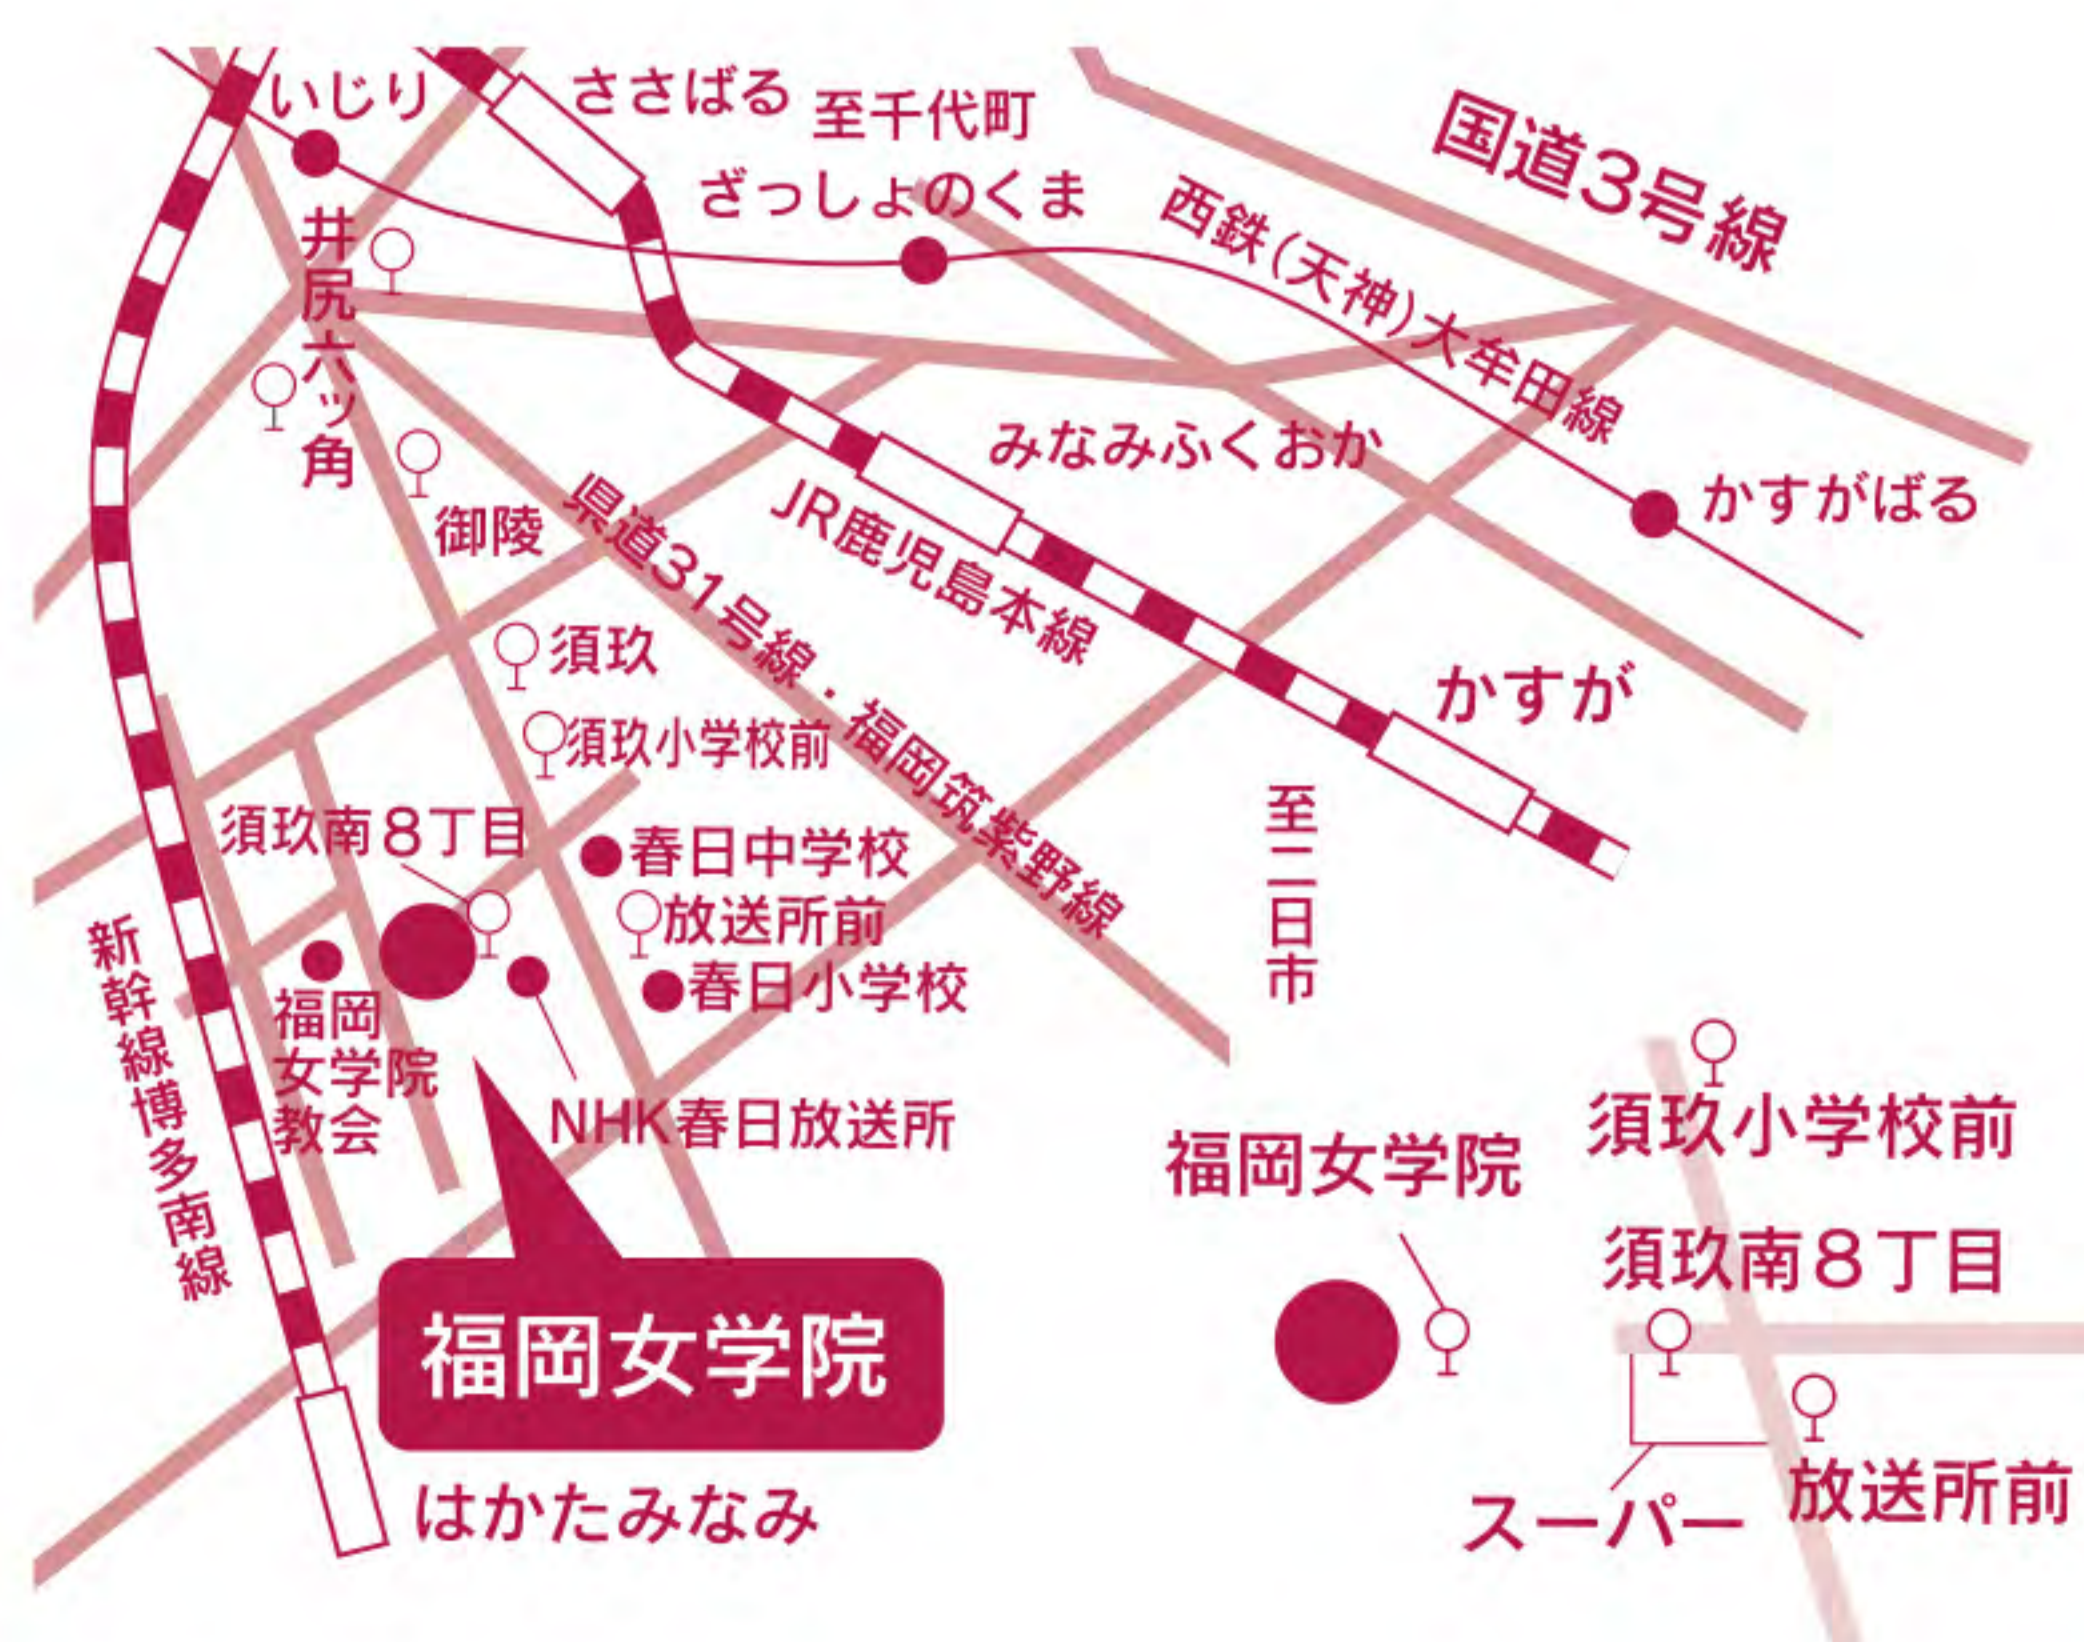 いじり
ささばる
至千代町
ざっしょのくま
国道3号線
西鉄(天神)大牟田線
井尻六ッ角
みなみふくおか
かすがばる
御陵
県道31号線・福岡筑紫野線
JR鹿児島本線
須玖
かすが
須玖小学校前
須玖南8丁目
春日中学校
放送所前
春日小学校
至二日市
新幹線博多南線
福岡
女学院
教会
NHK春日放送所
福岡女学院
はかたみなみ
須玖小学校前
福岡女学院
須玖南8丁目
スーパー
放送所前